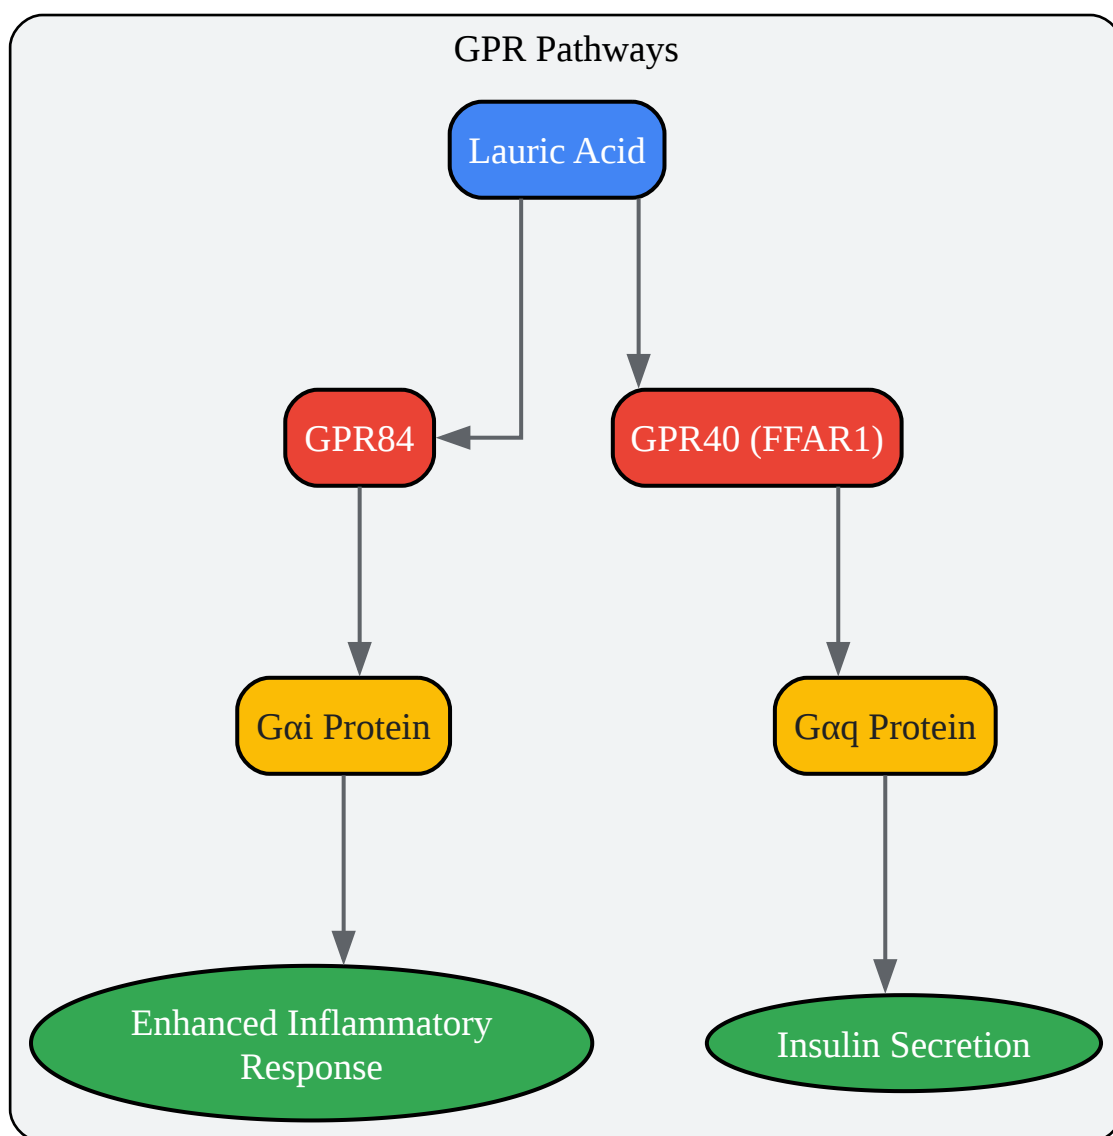 GPR Pathways
Lauric Acid
GPR84
GPR40 (FFAR1)
Gαi Protein
Gαq Protein
Enhanced Inflammatory
Response
Insulin Secretion